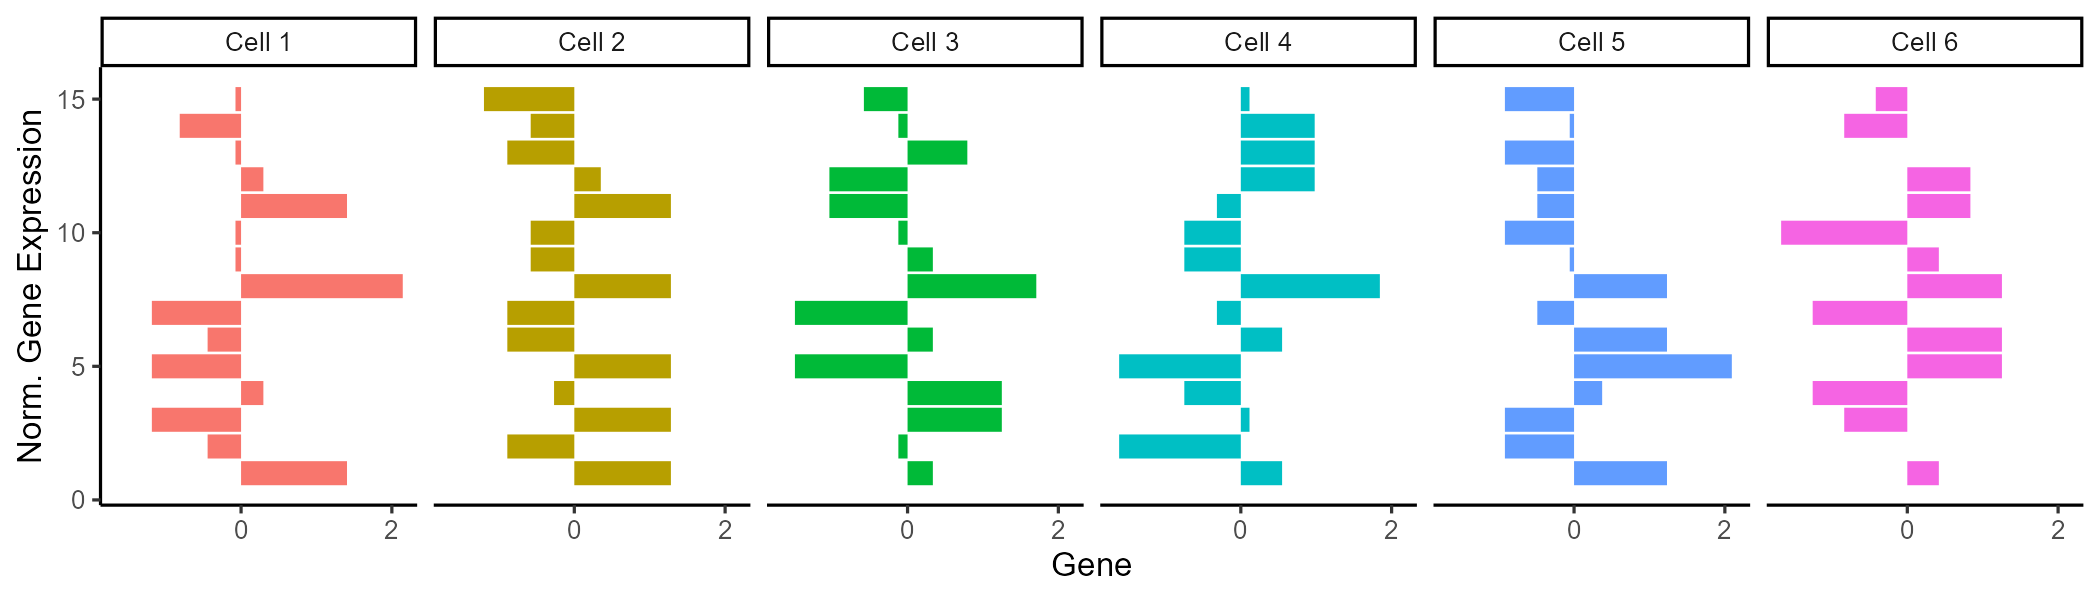 Cell 1 Cell 2 Cell 3 Cell 4 Cell 5 Cell 6
Norm. Gene Expression
15
10
5
0
0 2 0 2 0 2 0 2 0 2 0 2
Gene